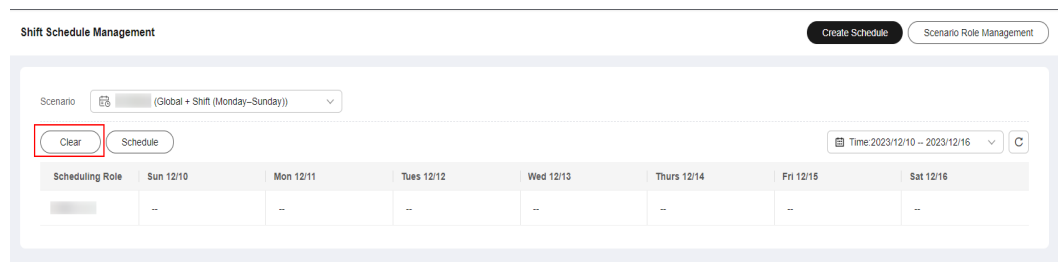 Shift Schedule Management
Create Schedule
Scenario Role Management
Scenario
(Global + Shift (Monday–Sunday))
Clear
Schedule
Time:2023/12/10 -- 2023/12/16
Scheduling Role Sun 12/10 Mon 12/11 Tues 12/12 Wed 12/13 Thurs 12/14 Fri 12/15 Sat 12/16
-- -- -- -- -- -- --